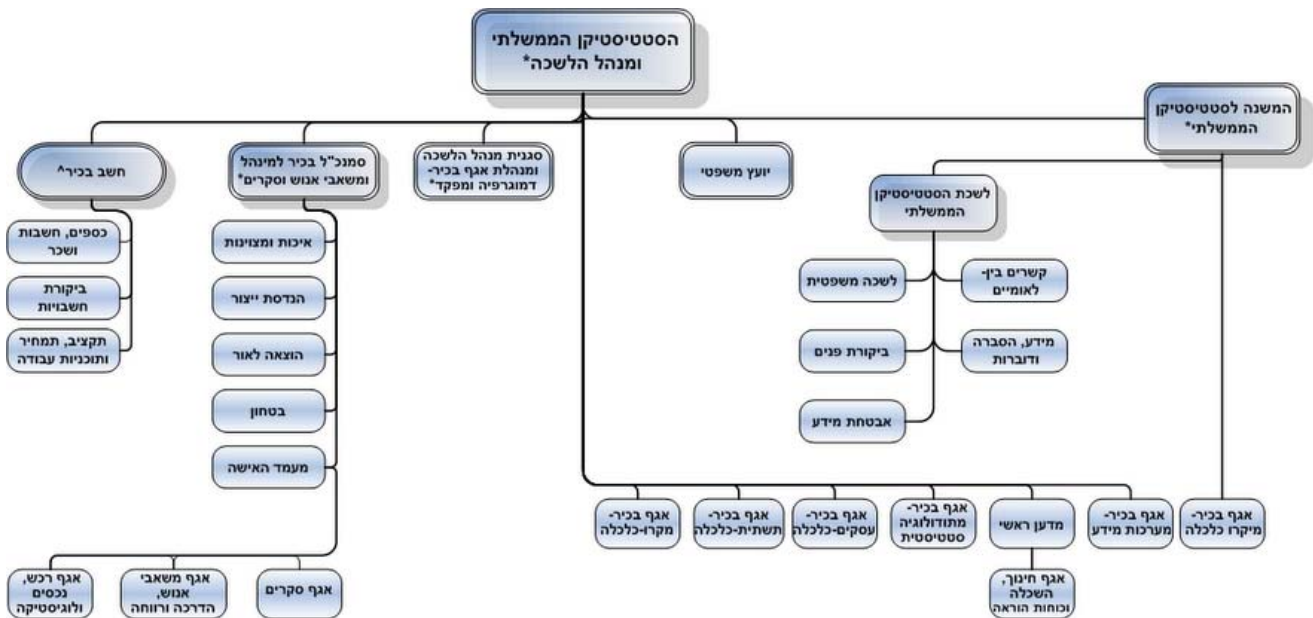 הסטטיסטיקן הממשלתי
ומנהל הלשכה*
המשנה לסטטיסטיקן
הממשלתי*
יועץ משפטי
סגנית מנהל הלשכה
ומנהלת אגף בכיר-
דמוגרפיה ומפקד*
סמנכ"ל בכיר למינהל
ומשאבי אנוש וסקרים*
חשב בכיר^
לשכת הסטטיסטיקן
הממשלתי
קשרים בין-
לאומיים
לשכה משפטית
מידע, הסברה
ודוברות
ביקורת פנים
אבטחת מידע
איכות ומצוינות
הנדסת ייצור
הוצאה לאור
בטחון
מעמד האישה
כספים, חשבות
ושכר
ביקורת
חשבויות
תקציב, תמחיר
ותוכניות עבודה
אגף בכיר-
מיקרו כלכלה
אגף בכיר-
מערכות מידע
מדען ראשי
אגף בכיר-
מתודולוגיה
סטטיסטית
אגף בכיר-
עסקים-כלכלה
אגף בכיר-
תשתית-כלכלה
אגף בכיר-
מקרו-כלכלה
אגף חינוך,
השכלה
וכוחות הוראה
אגף סקרים
אגף משאבי
אנוש,
הדרכה ורווחה
אגף רכש,
נכסים
ולוגיסטיקה